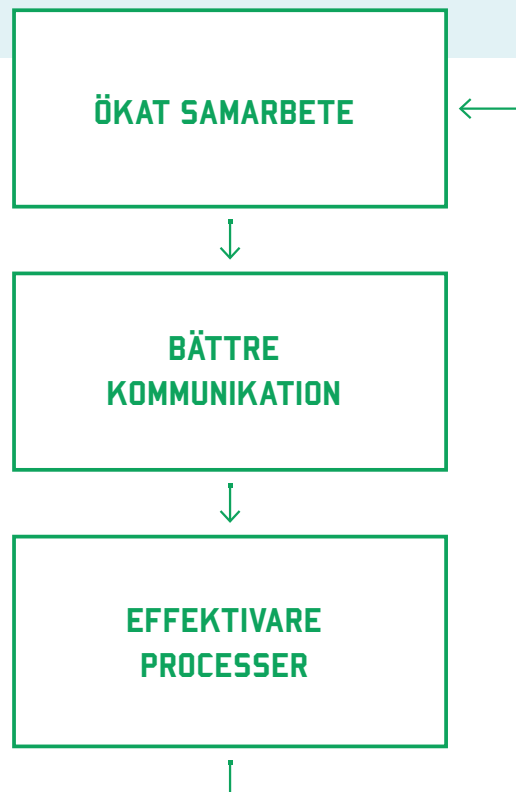 ÖKAT SAMARBETE
BÄTTRE
KOMMUNIKATION
EFFEKTIVARE
PROCESSER